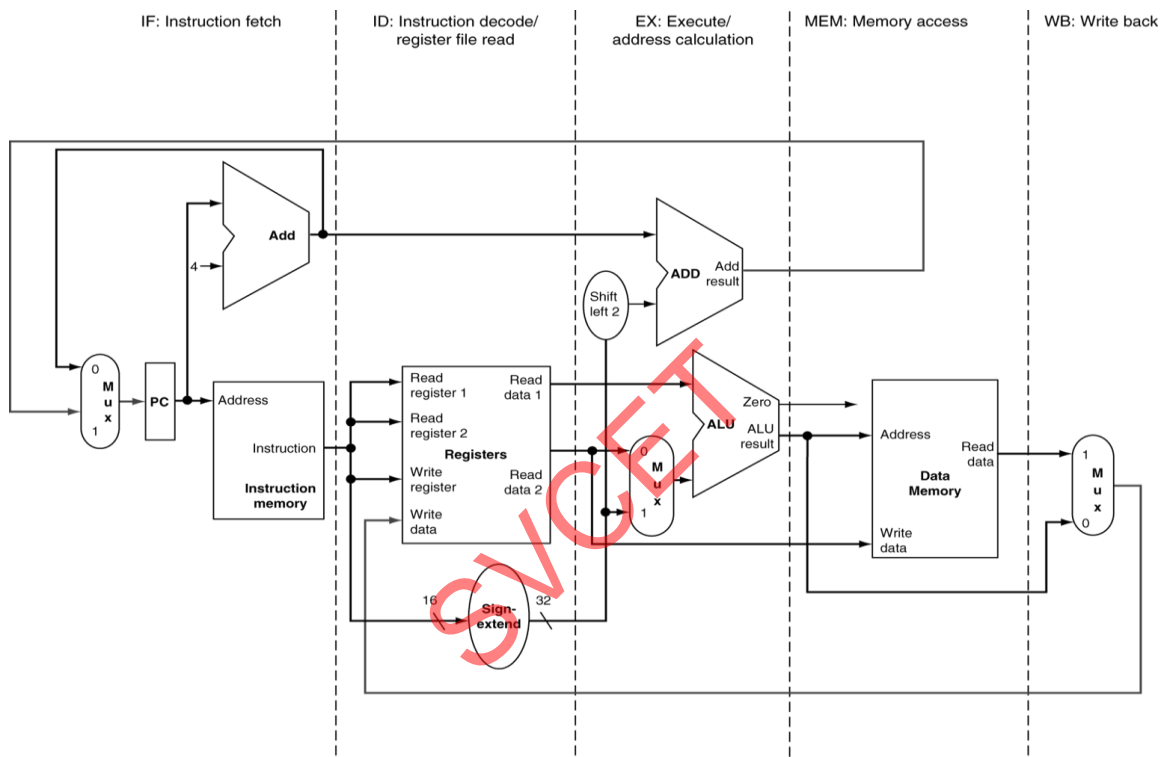 IF: Instruction fetch
ID: Instruction decode/
register file read
EX: Execute/
address calculation
MEM: Memory access
WB: Write back
Add
4
ADD
Add
result
Shift
left 2
0
M
u
x
1
PC
Address
Instruction
Instruction
memory
Read
register 1
Read
register 2
Write
register
Write
data
Registers
Read
data 1
Read
data 2
0
M
u
x
1
Zero
ALU
ALU
result
Address
Read
data
Data
Memory
Write
data
1
M
u
x
0
16
Sign-
extend
32
SVCET